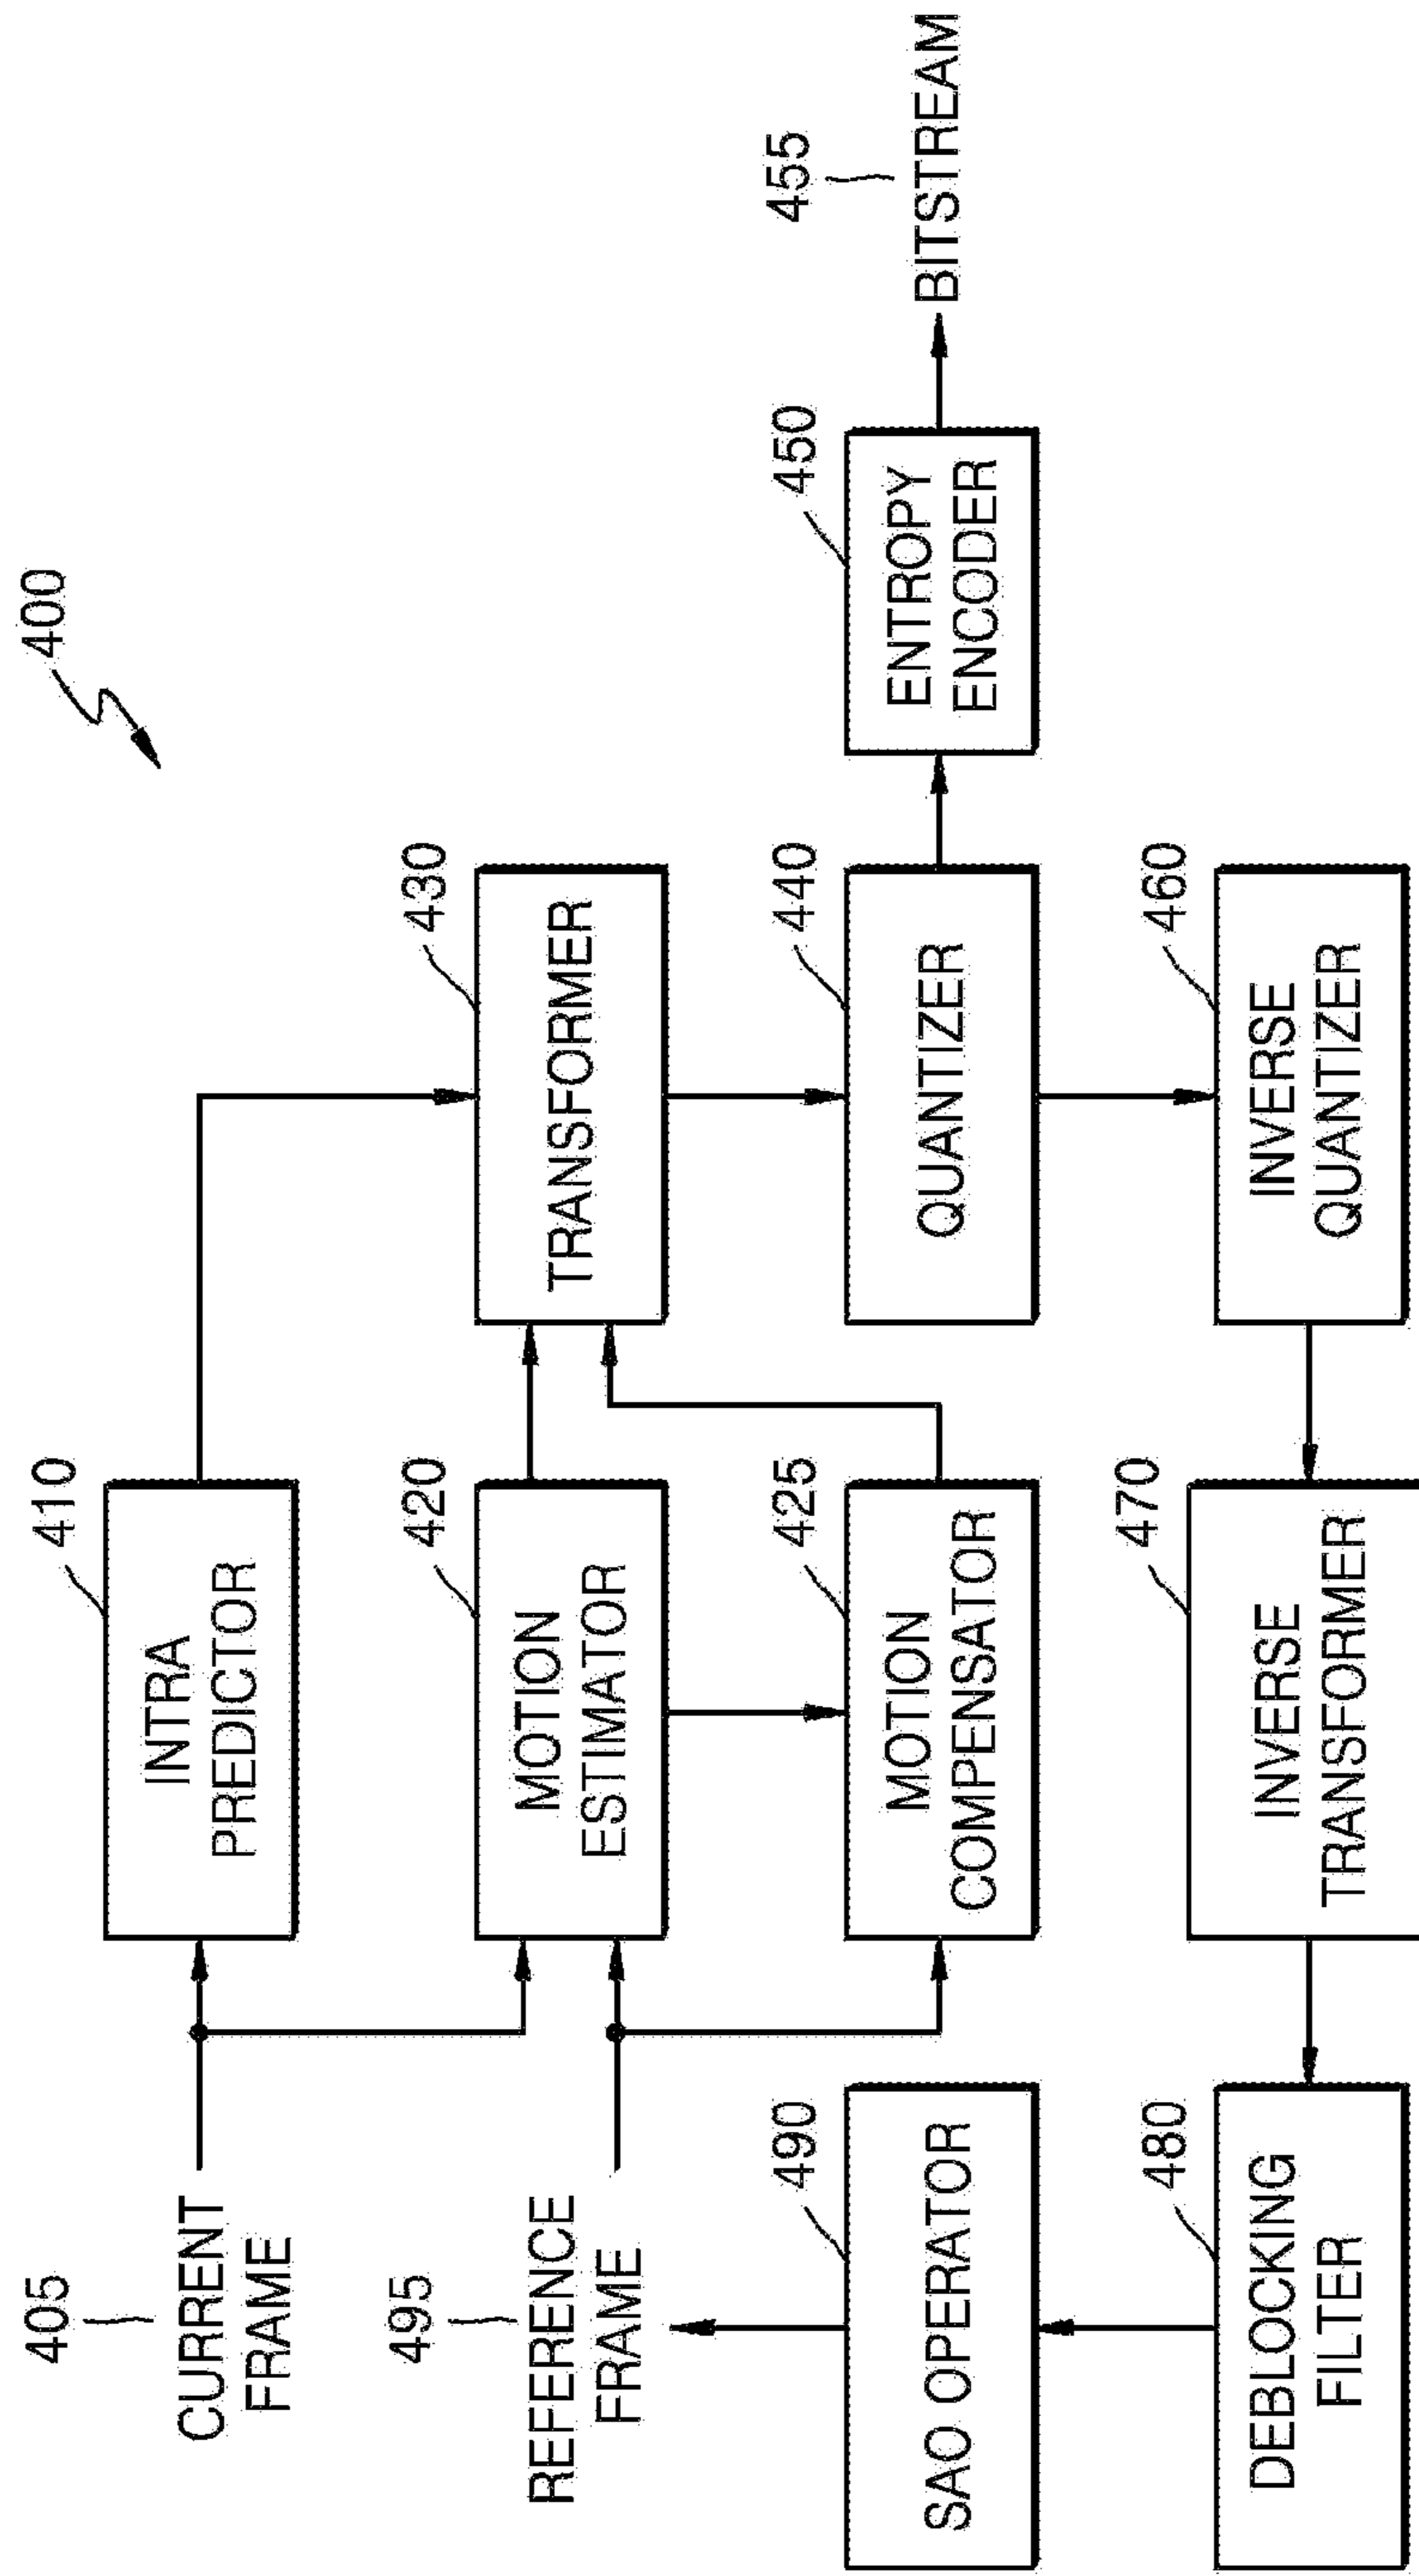 400
405
CURRENT
FRAME
410
INTRA
PREDICTOR
495
REFERENCE
FRAME
420
MOTION
ESTIMATOR
430
TRANSFORMER
490
SAO OPERATOR
425
MOTION
COMPENSATOR
440
QUANTIZER
450
ENTROPY
ENCODER
455
BITSTREAM
480
DEBLOCKING
FILTER
470
INVERSE
TRANSFORMER
460
INVERSE
QUANTIZER